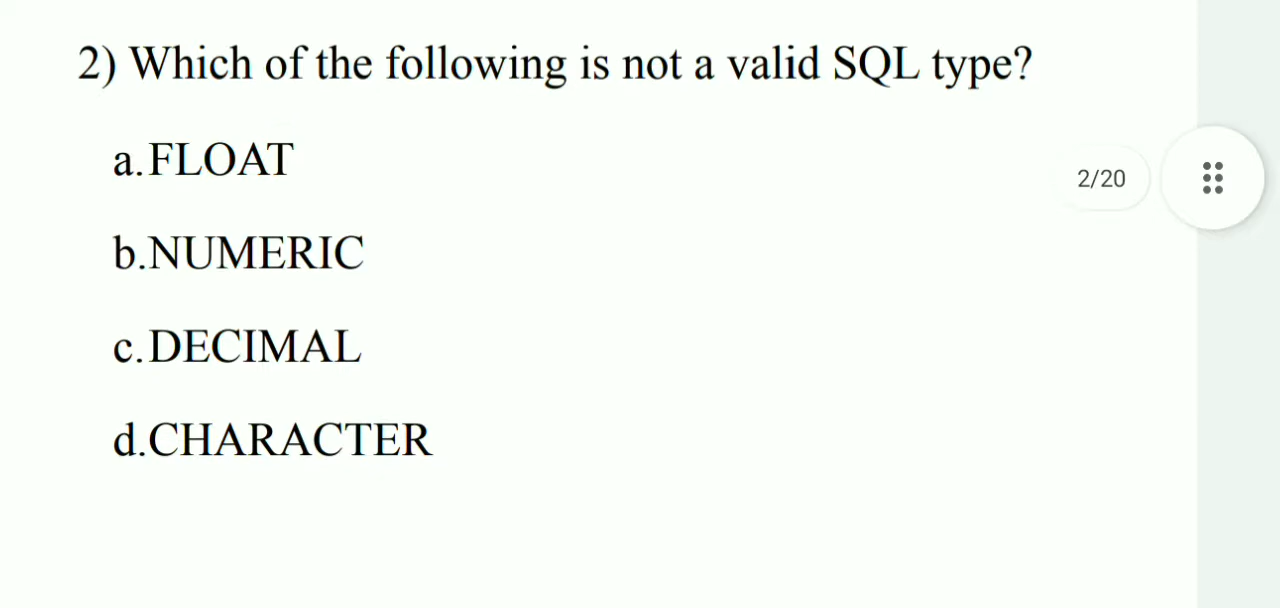 2) Which of the following is not a valid SQL type?
a.FLOAT
2/20
b.NUMERIC
c.DECIMAL
d.CHARACTER